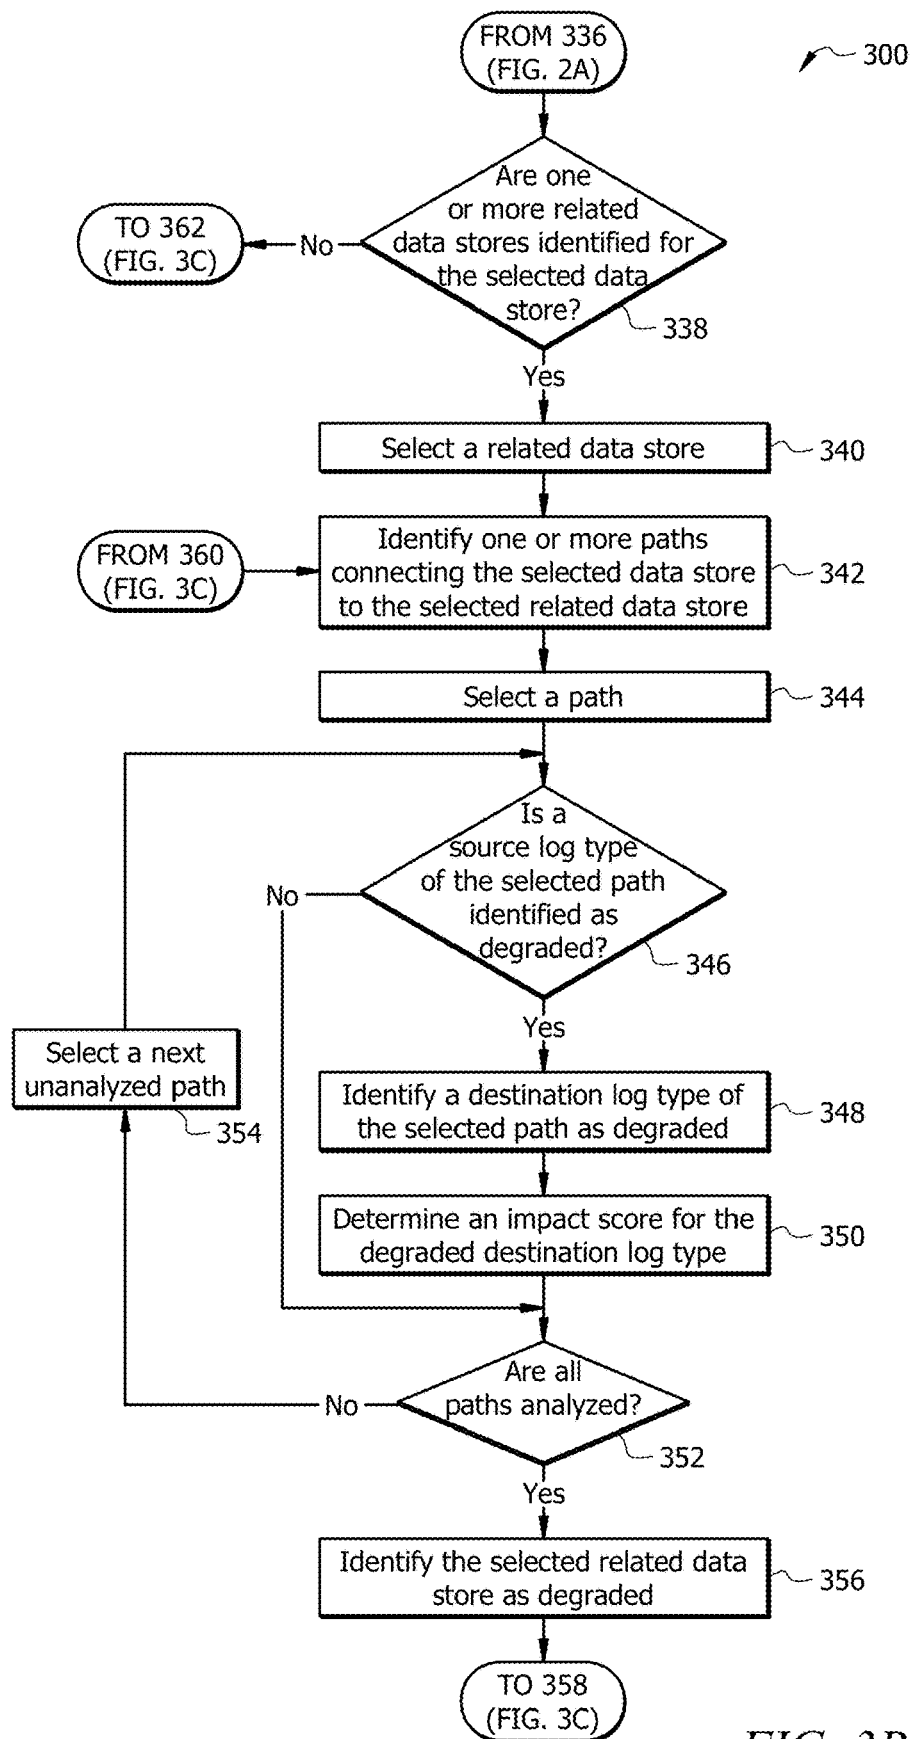 FROM 336
(FIG. 2A)
300
Are one
or more related
data stores identified for
the selected data
store?
338
TO 362
(FIG. 3C)
No
Yes
Select a related data store
340
FROM 360
(FIG. 3C)
Identify one or more paths
connecting the selected data store
to the selected related data store
342
Select a path
344
Is a
source log type
of the selected path
identified as
degraded?
346
No
Yes
Select a next
unanalyzed path
354
Identify a destination log type of
the selected path as degraded
348
Determine an impact score for the
degraded destination log type
350
Are all
paths analyzed?
352
No
Yes
Identify the selected related data
store as degraded
356
TO 358
(FIG. 3C)